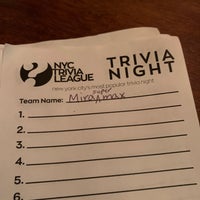 NYC
TRIVIA
LEAGUE
TRIVIA
NIGHT
new york city's most popular trivia night
super
Team Name: Miramax
1.
2.
3.
4.
5.
6.